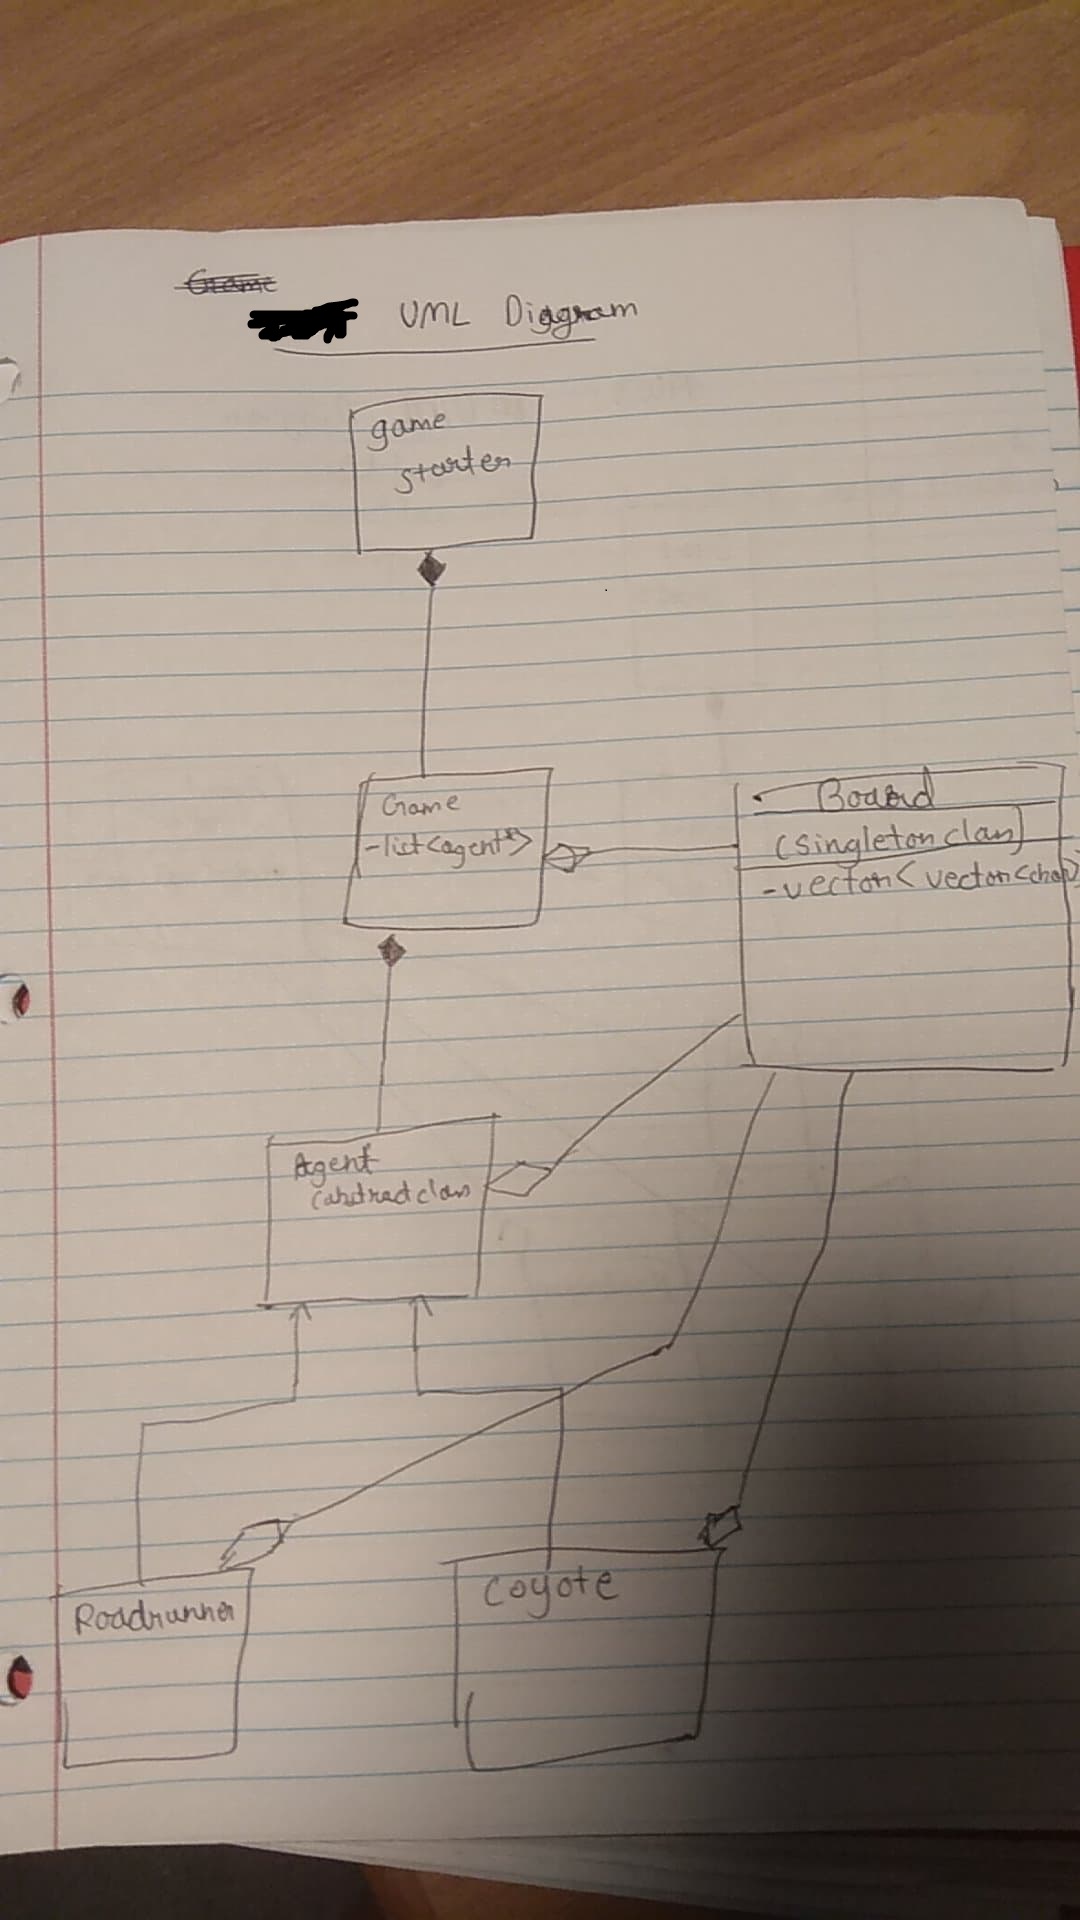 Game
UML Diagram
game
starter
Game
-list<agent*>
Board
(singleton class)
-vector<vector<char>
Agent
(abstract class
Roadrunner
Coyote